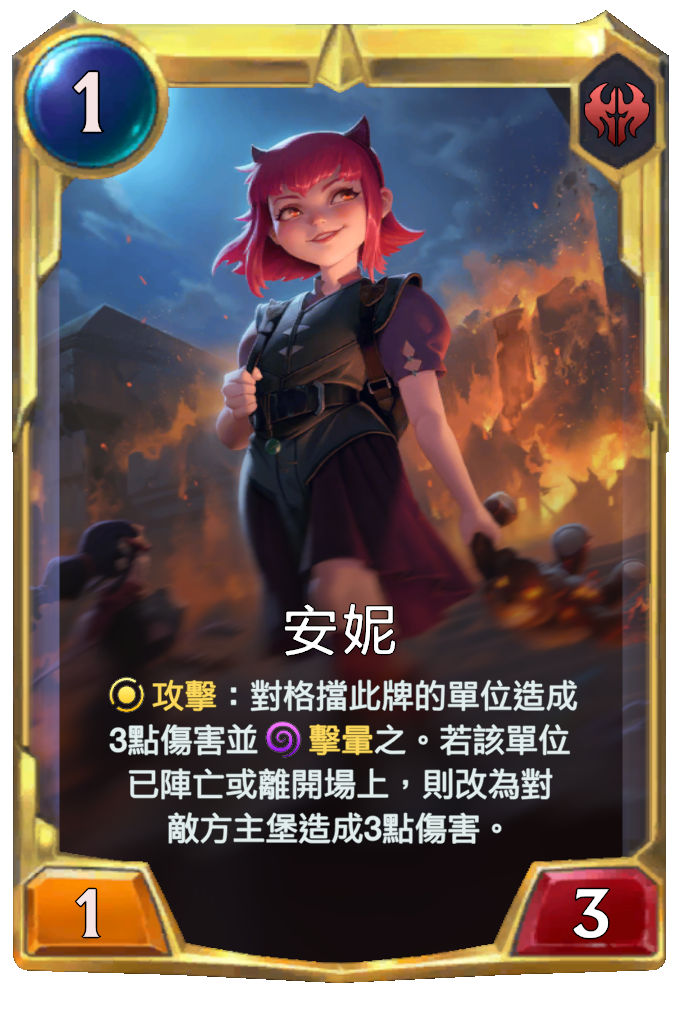 1
安妮
攻擊：對格擋此牌的單位造成
3點傷害並 擊暈之。若該單位
已陣亡或離開場上，則改為對
敵方主堡造成3點傷害。
1
3